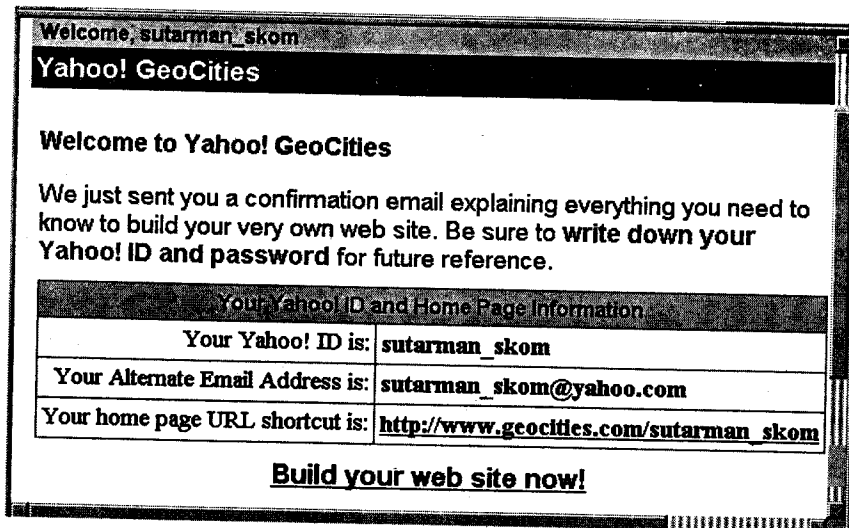 Welcome, sutarman_skom
Yahoo! GeoCities
Welcome to Yahoo! GeoCities
We just sent you a confirmation email explaining everything you need to
know to build your very own web site. Be sure to write down your
Yahoo! ID and password for future reference.
Your Yahoo! ID and Home Page Information
Your Yahoo! ID is: sutarman_skom
Your Alternate Email Address is: sutarman_skom@yahoo.com
Your home page URL shortcut is: http://www.geocities.com/sutarman_skom
Build your web site now!